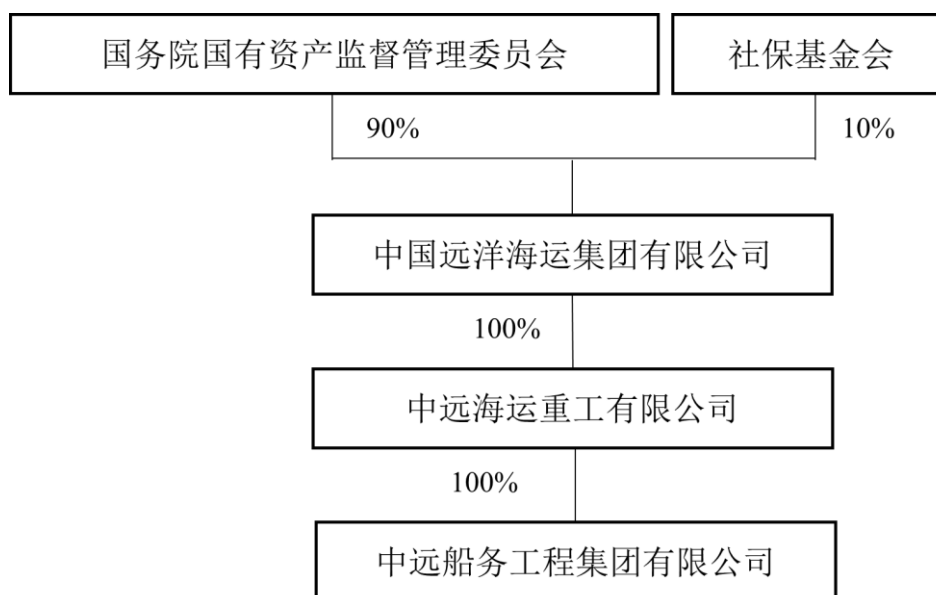 国务院国有资产监督管理委员会
社保基金会
90%
10%
中国远洋海运集团有限公司
100%
中远海运重工有限公司
100%
中远船务工程集团有限公司